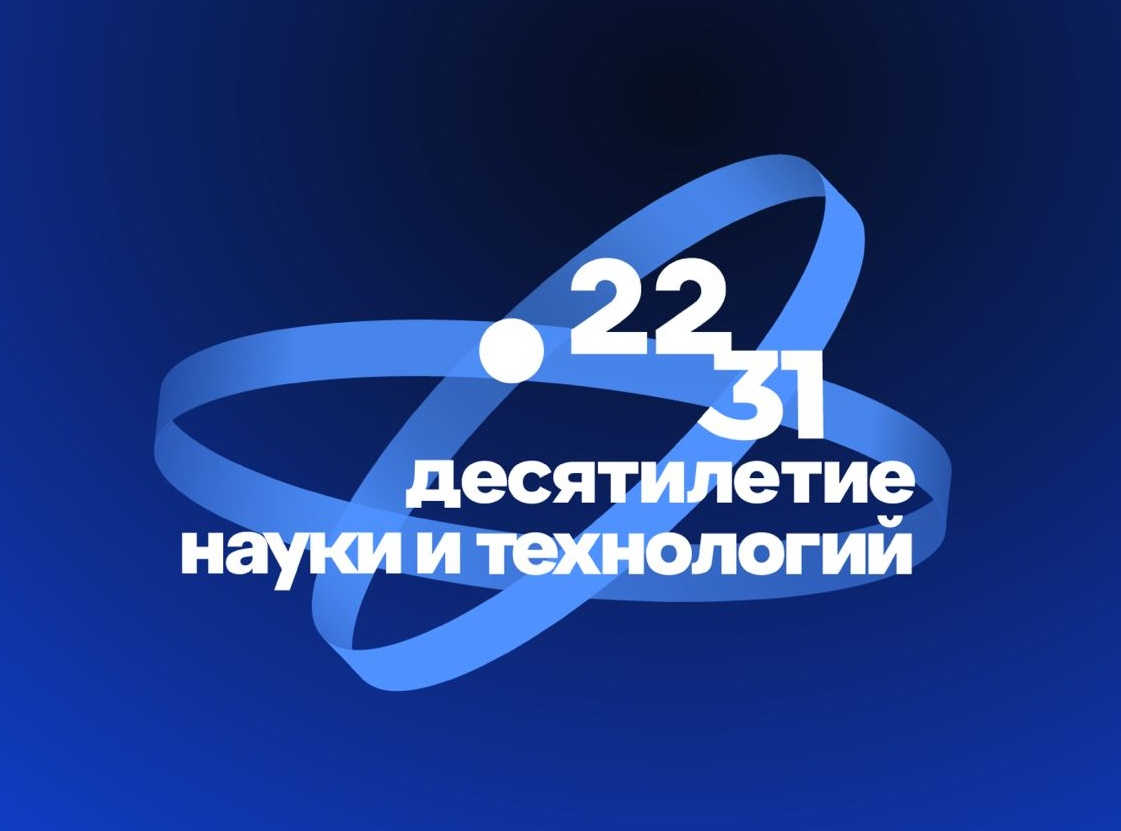 22
31
десятилетие
науки и технологий